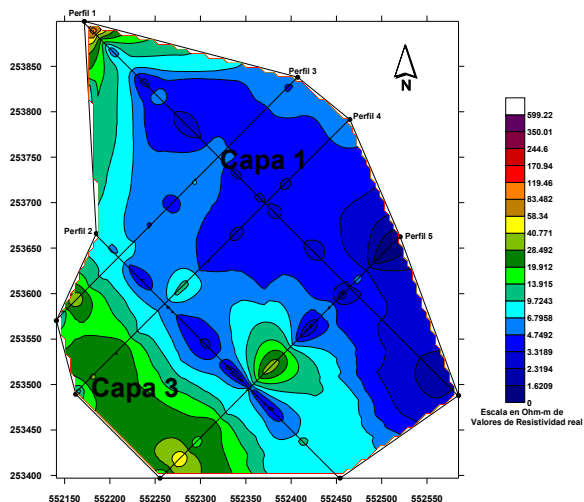 Perfil 1
Perfil 3
Perfil 4
Perfil 2
Perfil 5
N
Capa 1
Capa 3
253850
253800
253750
253700
253650
253600
253550
253500
253450
253400
552150 552200 552250 552300 552350 552400 552450 552500 552550
599.22
350.01
244.6
170.94
119.46
83.482
58.34
40.771
28.492
19.912
13.915
9.7243
6.7958
4.7492
3.3189
2.3194
1.6209
0
Escala en Ohm-m de
Valores de Resistividad real